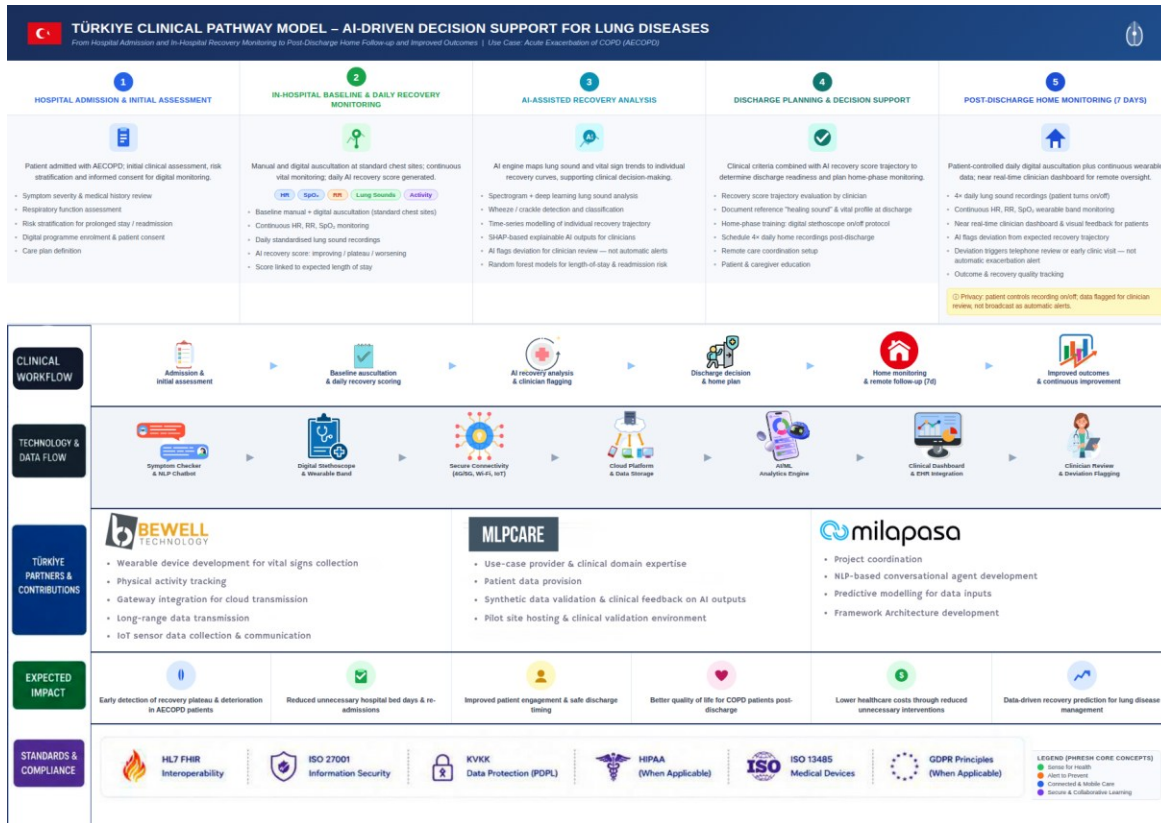 TÜRKİYE CLINICAL PATHWAY MODEL – AI-DRIVEN DECISION SUPPORT FOR LUNG DISEASES
From Hospital Admission and In-Hospital Recovery Monitoring to Post-Discharge Home Follow-up and Improved Outcomes | Use Case: Acute Exacerbation of COPD (AECOPD)
1
HOSPITAL ADMISSION & INITIAL ASSESSMENT
Patient admitted with AECOPD; initial clinical assessment, risk
stratification and informed consent for digital monitoring.
• Symptom severity & medical history review
• Respiratory function assessment
• Risk stratification for prolonged stay / readmission
• Digital programme enrolment & patient consent
• Care plan definition
2
IN-HOSPITAL BASELINE & DAILY RECOVERY
MONITORING
Manual and digital auscultation at standard chest sites; continuous
vital monitoring; daily AI recovery score generated.
HR SpO₂ RR Lung Sounds Activity
• Baseline manual + digital auscultation (standard chest sites)
• Continuous HR, RR, SpO₂ monitoring
• Daily standardised lung sound recordings
• AI recovery score: improving / plateau / worsening
• Score linked to expected length of stay
3
AI-ASSISTED RECOVERY ANALYSIS
AI
AI engine maps lung sound and vital sign trends to individual
recovery curves, supporting clinical decision-making.
• Spectrogram + deep learning lung sound analysis
• Wheeze / crackle detection and classification
• Time-series modelling of individual recovery trajectory
• SHAP-based explainable AI outputs for clinicians
• AI flags deviation for clinician review — not automatic alerts
• Random forest models for length-of-stay & readmission risk
4
DISCHARGE PLANNING & DECISION SUPPORT
Clinical criteria combined with AI recovery score trajectory to
determine discharge readiness and plan home-phase monitoring.
• Recovery score trajectory evaluation by clinician
• Document reference "healing sound" & vital profile at discharge
• Home-phase training: digital stethoscope on/off protocol
• Schedule 4× daily home recordings post-discharge
• Remote care coordination setup
• Patient & caregiver education
5
POST-DISCHARGE HOME MONITORING (7 DAYS)
Patient-controlled daily digital auscultation plus continuous wearable
data; near real-time clinician dashboard for remote oversight.
• 4× daily lung sound recordings (patient turns on/off)
• Continuous HR, RR, SpO₂ wearable band monitoring
• Near real-time clinician dashboard & visual feedback for patients
• AI flags deviation from expected recovery trajectory
• Deviation triggers telephone review or early clinic visit — not
automatic exacerbation alert
• Outcome & recovery quality tracking
ⓘ Privacy: patient controls recording on/off; data flagged for clinician
review, not broadcast as automatic alerts.
CLINICAL
WORKFLOW
Admission &
initial assessment
Baseline auscultation
& daily recovery scoring
AI recovery analysis
& clinician flagging
Discharge decision
& home plan
Home monitoring
& remote follow-up (7d)
Improved outcomes
& continuous improvement
TECHNOLOGY &
DATA FLOW
Symptom Checker
& NLP Chatbot
Digital Stethoscope
& Wearable Band
Secure Connectivity
(4G/5G, Wi-Fi, IoT)
Cloud Platform
& Data Storage
AI/ML
Analytics Engine
Clinical Dashboard
& EHR Integration
Clinician Review
& Deviation Flagging
TÜRKİYE
PARTNERS &
CONTRIBUTIONS
BEWELL
TECHNOLOGY
• Wearable device development for vital signs collection
• Physical activity tracking
• Gateway integration for cloud transmission
• Long-range data transmission
• IoT sensor data collection & communication
MLPCARE
• Use-case provider & clinical domain expertise
• Patient data provision
• Synthetic data validation & clinical feedback on AI outputs
• Pilot site hosting & clinical validation environment
milapasa
• Project coordination
• NLP-based conversational agent development
• Predictive modelling for data inputs
• Framework Architecture development
EXPECTED
IMPACT
Early detection of recovery plateau & deterioration
in AECOPD patients
Reduced unnecessary hospital bed days & re-
admissions
Improved patient engagement & safe discharge
timing
Better quality of life for COPD patients post-
discharge
Lower healthcare costs through reduced
unnecessary interventions
Data-driven recovery prediction for lung disease
management
STANDARDS &
COMPLIANCE
HL7 FHIR
Interoperability
ISO 27001
Information Security
KVKK
Data Protection (PDPL)
HIPAA
(When Applicable)
ISO
ISO 13485
Medical Devices
GDPR Principles
(When Applicable)
LEGEND (PHRESH CORE CONCEPTS)
Sense for Health
Alert to Prevent
Connected & Mobile Care
Secure & Collaborative Learning